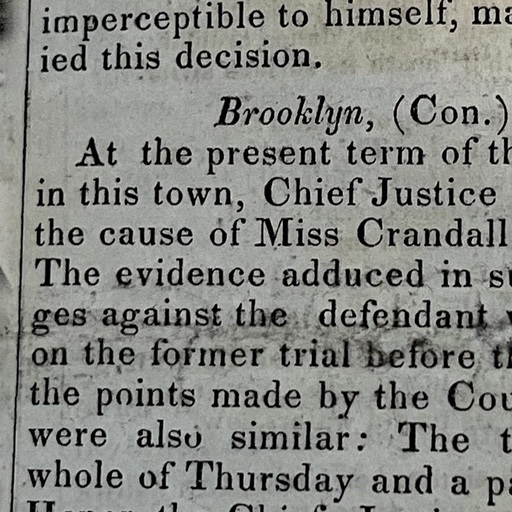 imperceptible to himself, ma
ied this decision.
Brooklyn, (Con.)
At the present term of th
in this town, Chief Justice
the cause of Miss Crandall
The evidence adduced in su
ges against the defendant
on the former trial before th
the points made by the Cou
were also similar: The t
whole of Thursday and a pa